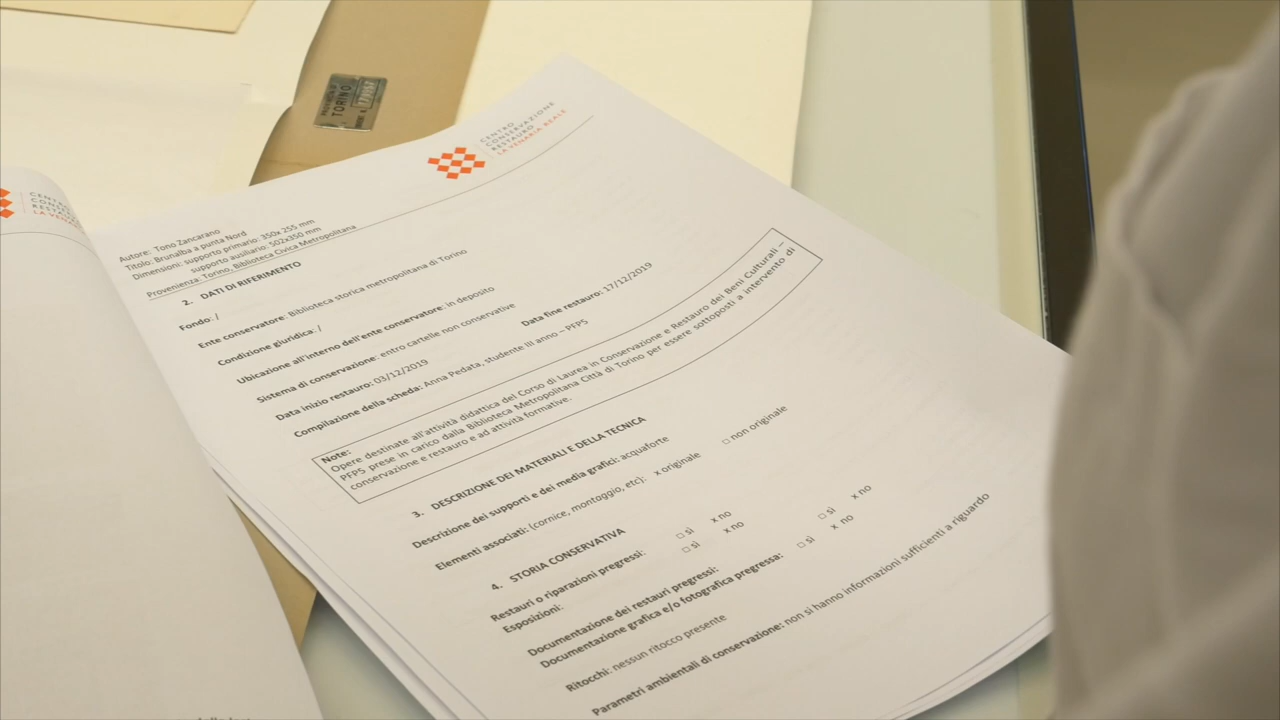 PROVINCIA DI
TORINO
CENTRO
CONSERVAZIONE
RESTAURO
LA VENARIA REALE
Autore: Tono Zancanaro
Titolo: Brunalba a punta Nord
Dimensioni: supporto primario: 350x 255 mm
supporto auxiliario: 502x350 mm
Provenienza: Torino, Biblioteca Civica Metropolitana
2. DATI DI RIFERIMENTO
Fondo: /
Ente conservatore: Biblioteca storica metropolitana di Torino
Condizione giuridica: /
Ubicazione all'interno dell'ente conservatore: in deposito
Sistema di conservazione: entro cartelle non conservative
Data inizio restauro: 03/12/2019 Data fine restauro: 17/12/2019
Compilazione della scheda: Anna Pedata, studente III anno – PFP5
Note:
Opere destinate all'attività didattica del Corso di Laurea in Conservazione e Restauro dei Beni Culturali –
PFP5 prese in carico dalla Biblioteca Metropolitana Città di Torino per essere sottoposti a intervento di
conservazione e restauro e ad attività formative.
3. DESCRIZIONE DEI MATERIALI E DELLA TECNICA
Descrizione dei supporti e dei media grafici: acquaforte
Elementi associati: (cornice, montaggio, etc): x originale □ non originale
4. STORIA CONSERVATIVA
Restauri o riparazioni pregressi: □ sì x no
Esposizioni: □ sì x no
Documentazione dei restauri pregressi: □ sì x no
Documentazione grafica e/o fotografica pregressa: □ sì x no
Ritocchi: nessun ritocco presente
Parametri ambientali di conservazione: non si hanno informazioni sufficienti a riguardo